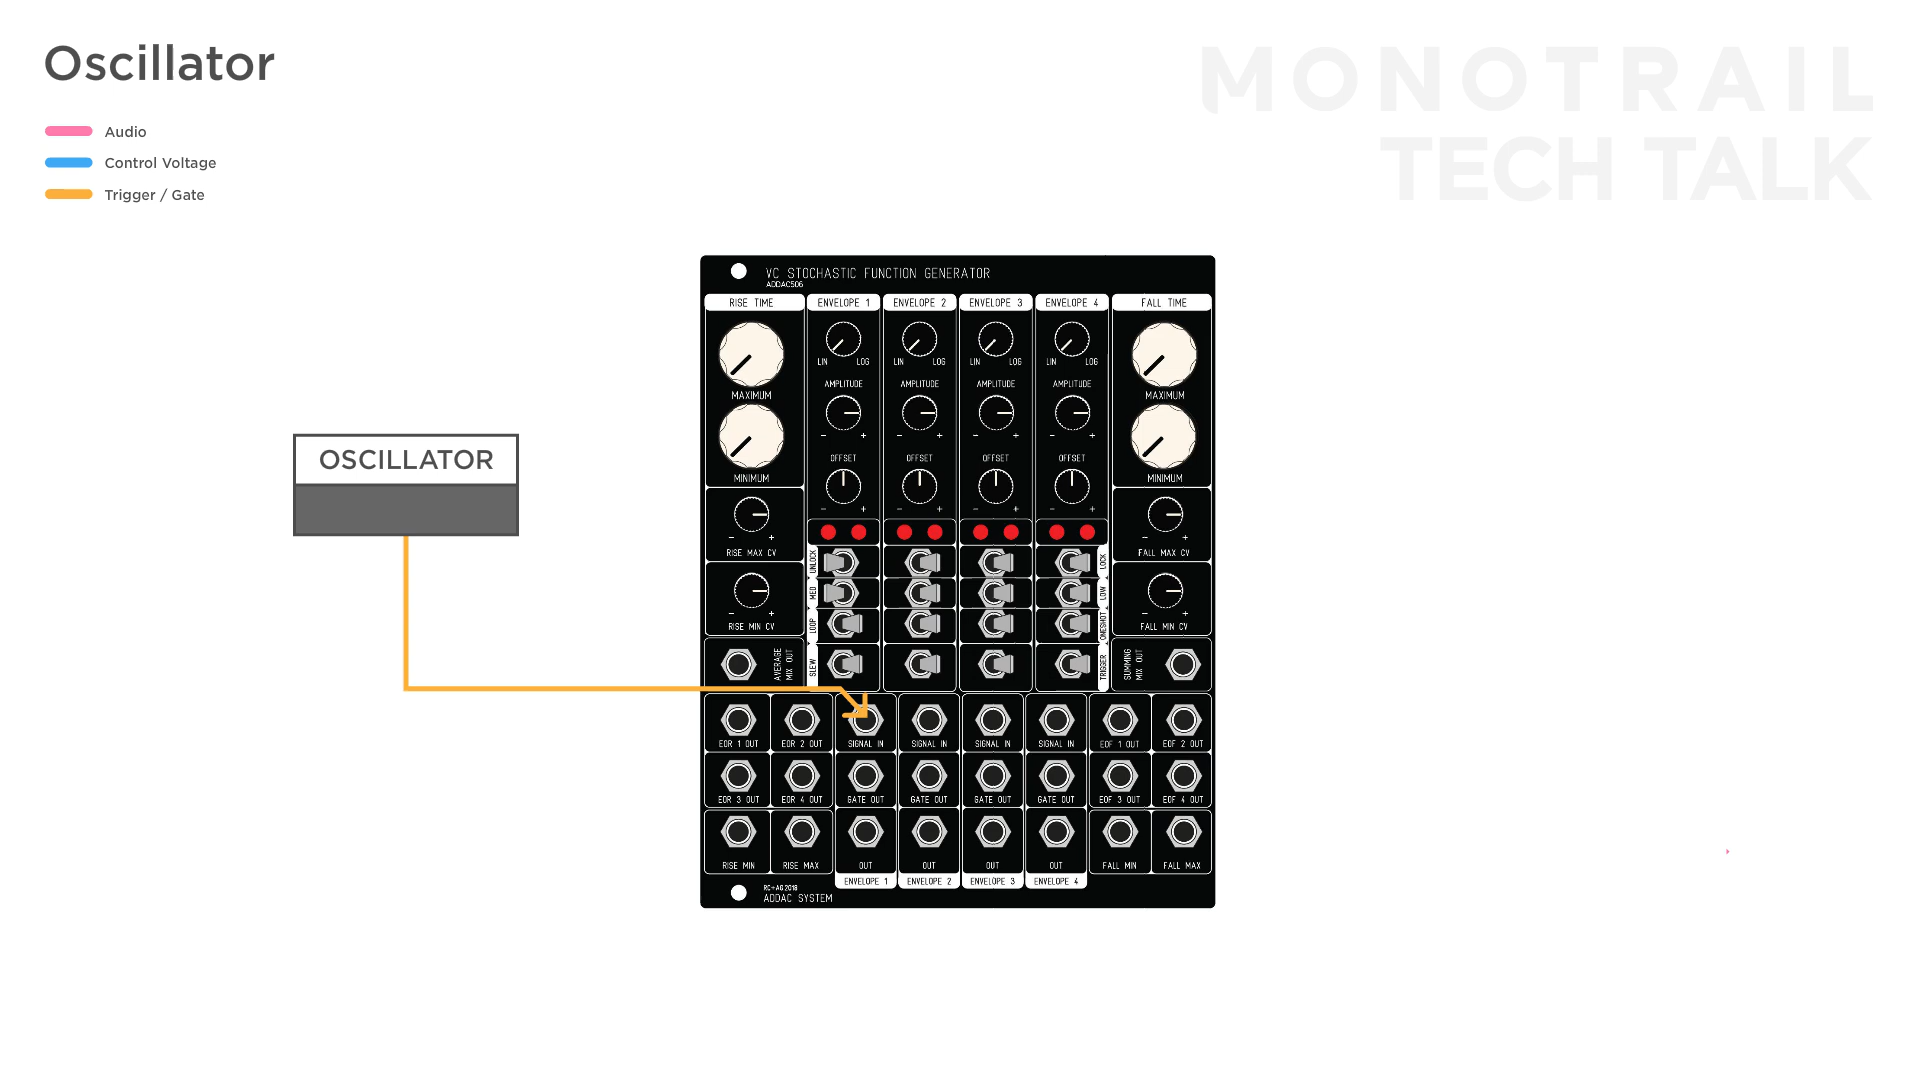 Oscillator
MONOTRAIL
TECH TALK
Audio
Control Voltage
Trigger / Gate
VC STOCHASTIC FUNCTION GENERATOR
ADDAC506
RISE TIME
ENVELOPE 1
ENVELOPE 2
ENVELOPE 3
ENVELOPE 4
FALL TIME
LIN LOG
LIN LOG
LIN LOG
LIN LOG
AMPLITUDE
AMPLITUDE
AMPLITUDE
AMPLITUDE
MAXIMUM
MAXIMUM
- +
- +
- +
- +
OSCILLATOR
OFFSET
OFFSET
OFFSET
OFFSET
MINIMUM
MINIMUM
- +
- +
- +
- +
- +
- +
RISE MAX CV
UNLOCK
LOCK
FALL MAX CV
MED
LOW
- +
- +
RISE MIN CV
LOOP
ONESHOT
FALL MIN CV
AVERAGE
MIX OUT
SLEW
TRIGGER
SUMMING
MIX OUT
EOR 1 OUT
EOR 2 OUT
SIGNAL IN
SIGNAL IN
SIGNAL IN
SIGNAL IN
EOF 1 OUT
EOF 2 OUT
EOR 3 OUT
EOR 4 OUT
GATE OUT
GATE OUT
GATE OUT
GATE OUT
EOF 3 OUT
EOF 4 OUT
RISE MIN
RISE MAX
OUT
OUT
OUT
OUT
FALL MIN
FALL MAX
ENVELOPE 1
ENVELOPE 2
ENVELOPE 3
ENVELOPE 4
RC+AG2018
ADDAC SYSTEM